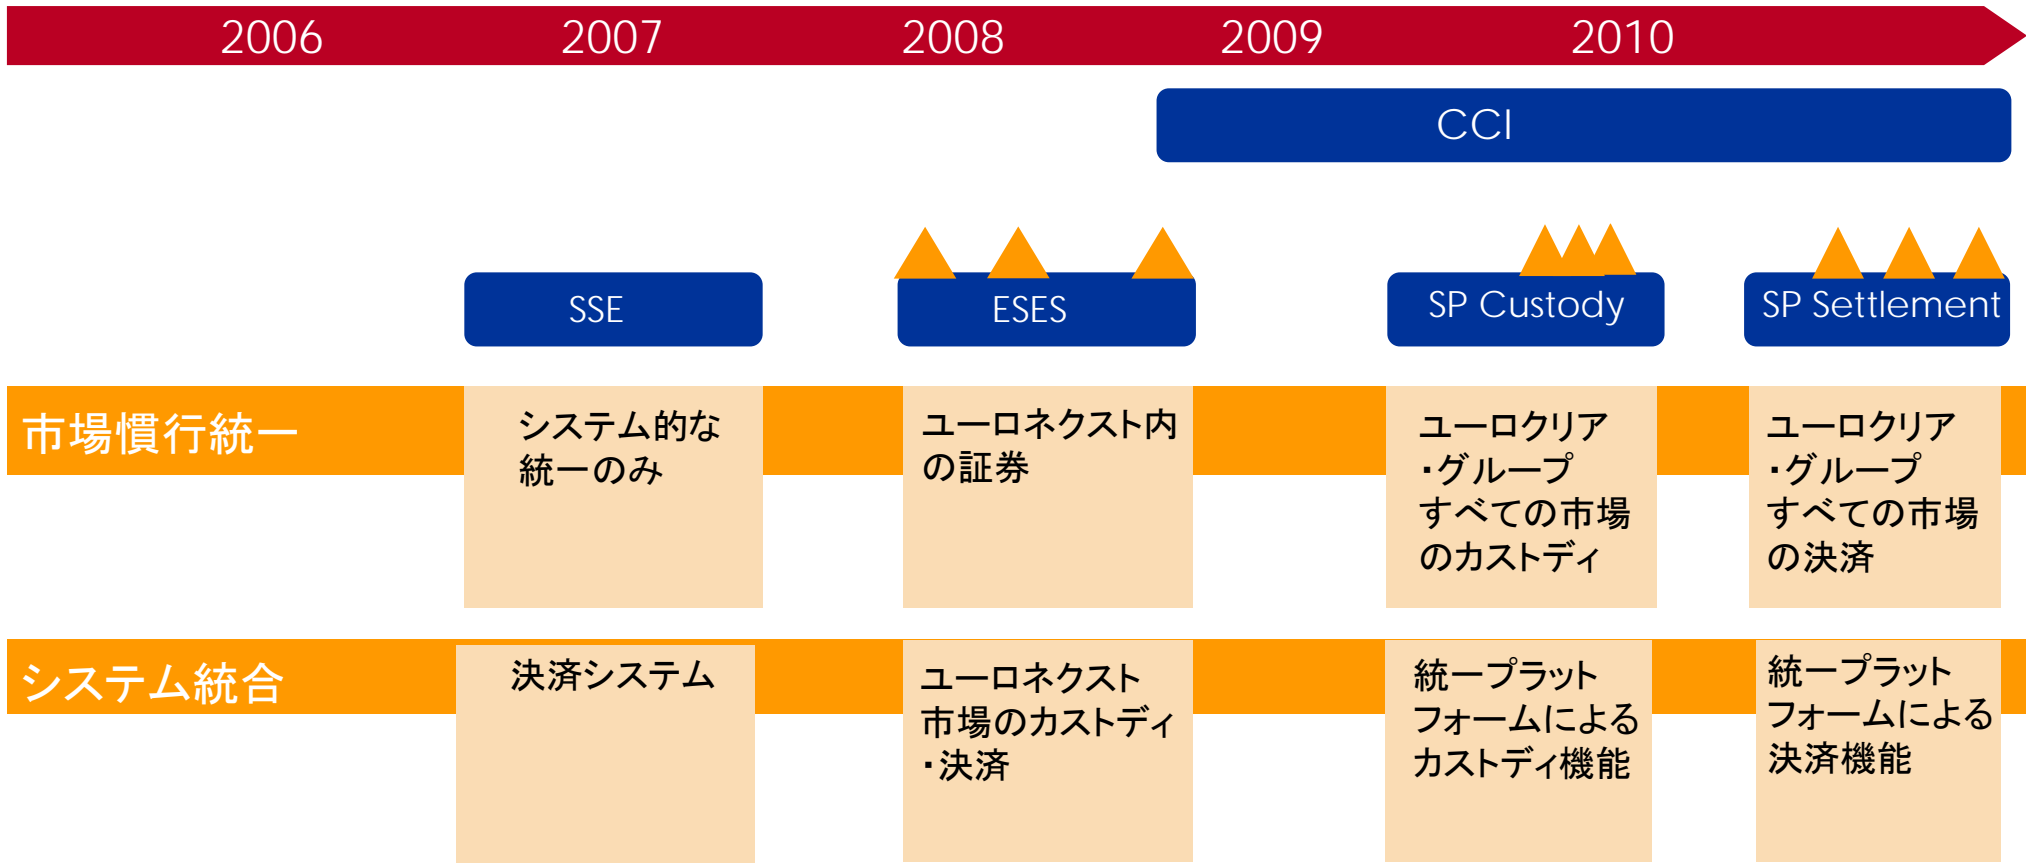 2006 2007 2008 2009 2010
CCI
SSE ESES SP Custody SP Settlement
市場慣行統一
システム的な
統一のみ
ユーロネクスト内
の証券
ユーロクリア
・グループ
すべての市場
のカストディ
ユーロクリア
・グループ
すべての市場
の決済
システム統合
決済システム
ユーロネクスト
市場のカストディ
・決済
統一プラット
フォームによる
カストディ機能
統一プラット
フォームによる
決済機能